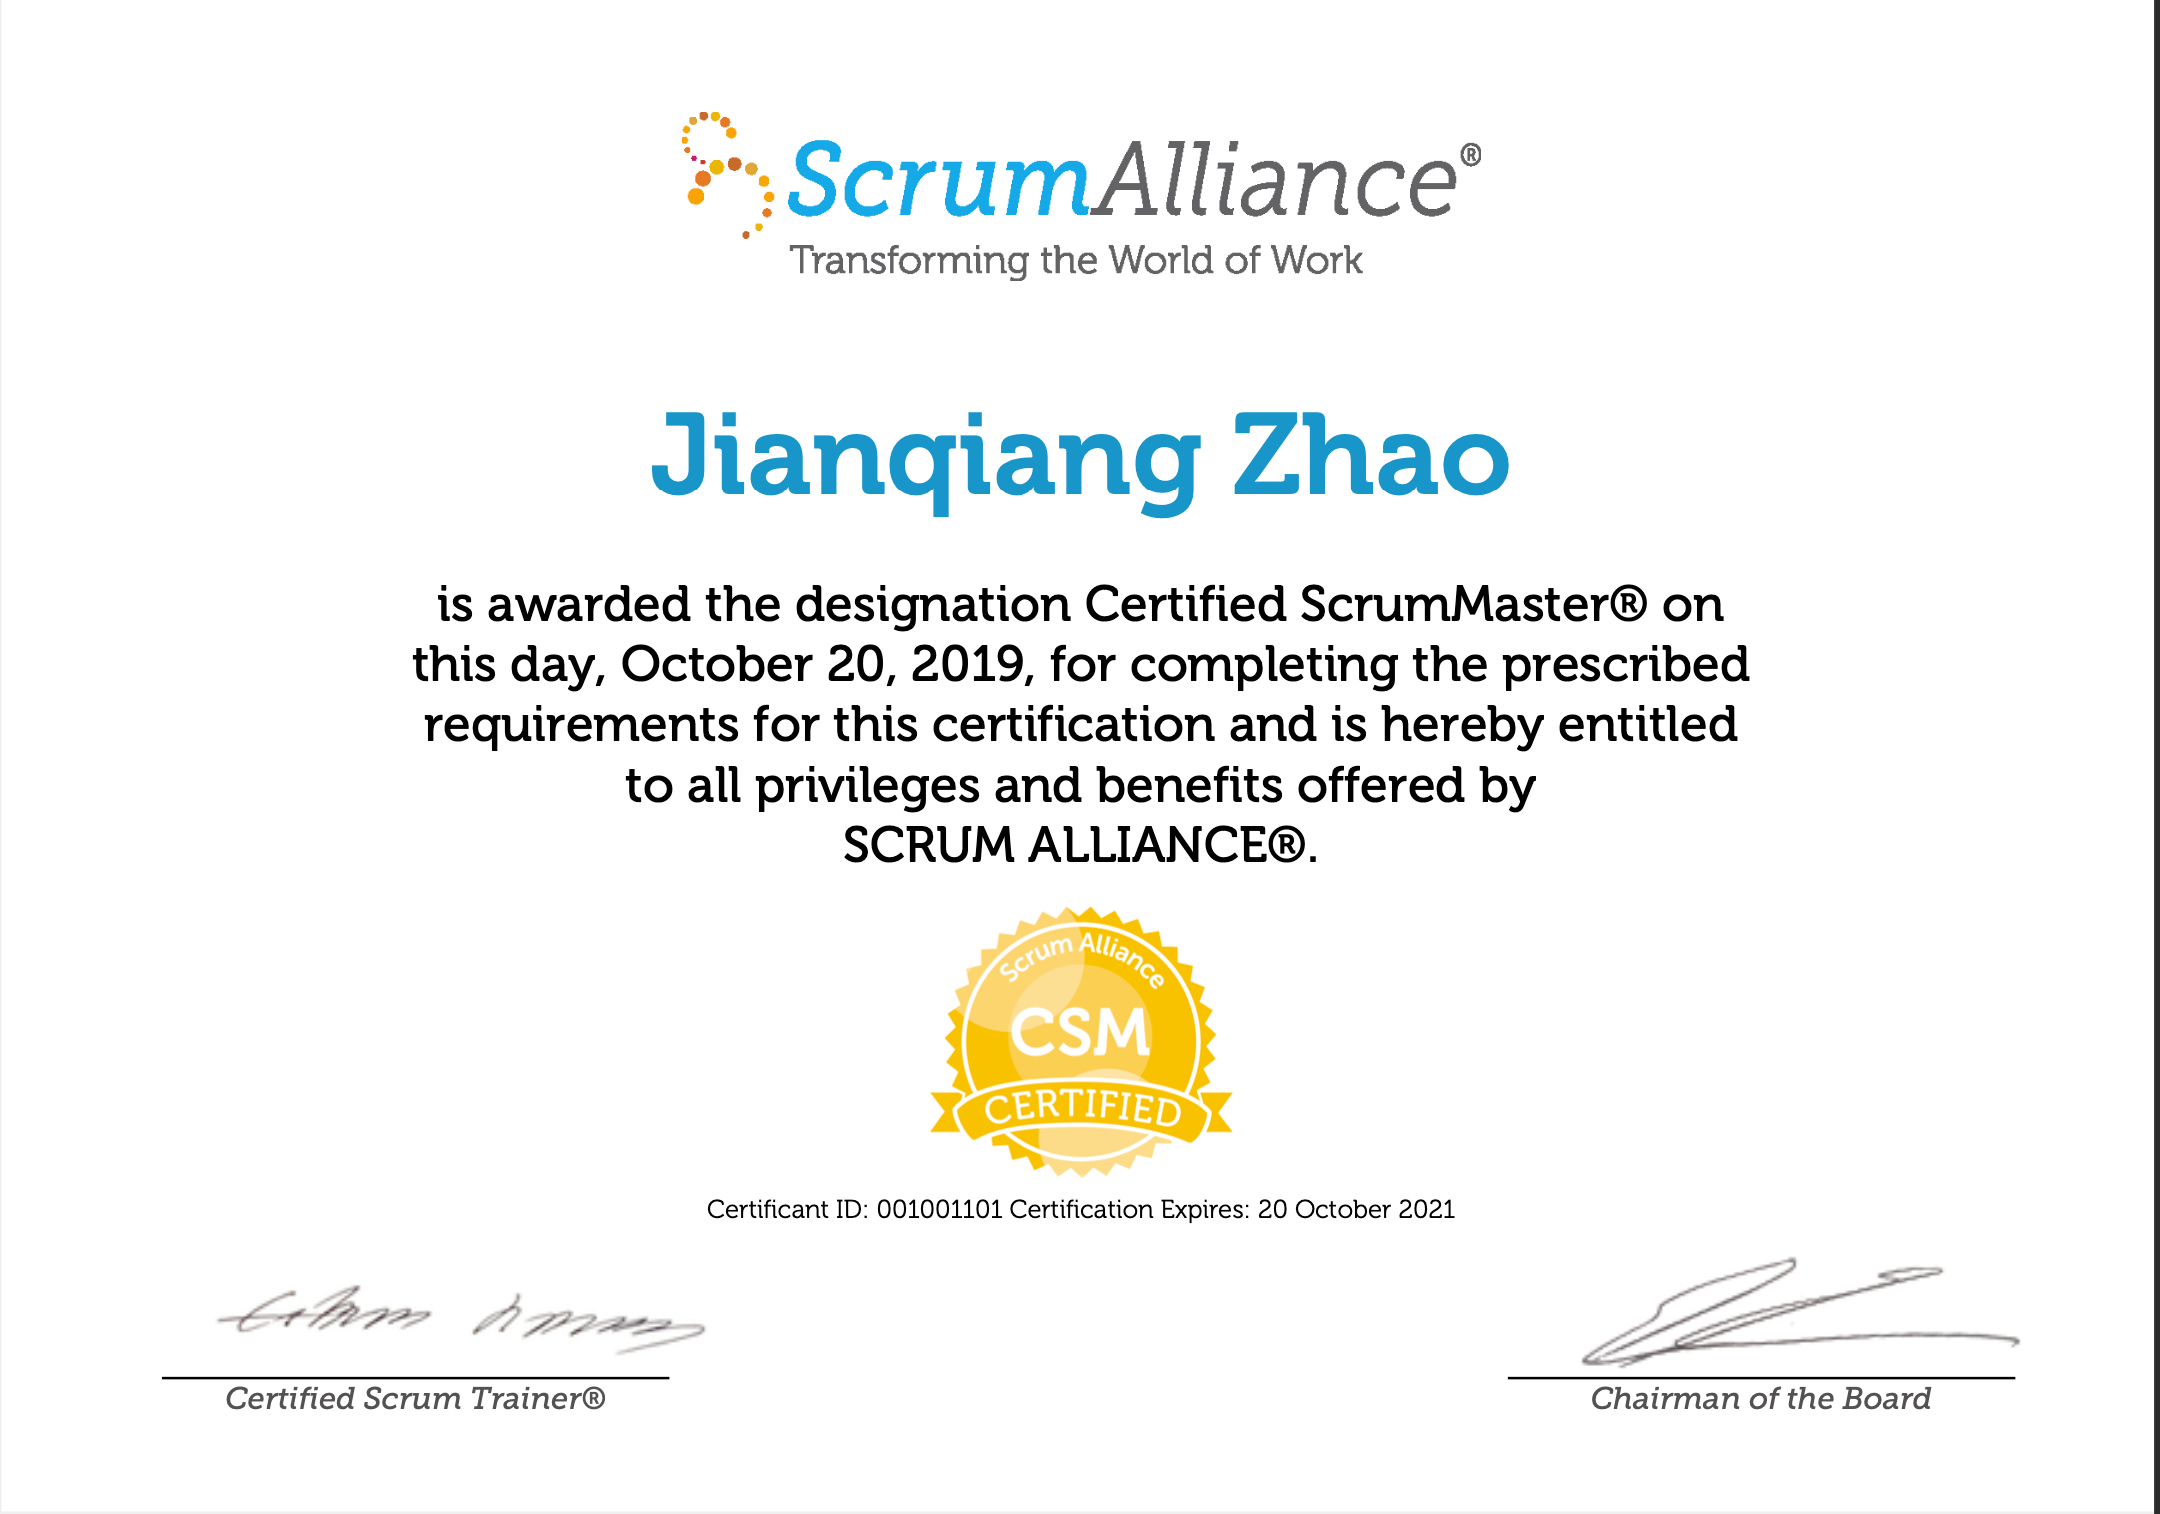 ScrumAlliance®
Transforming the World of Work
Jianqiang Zhao
is awarded the designation Certified ScrumMaster® on
this day, October 20, 2019, for completing the prescribed
requirements for this certification and is hereby entitled
to all privileges and benefits offered by
SCRUM ALLIANCE®.
Scrum Alliance
CSM
CERTIFIED
Certificant ID: 001001101 Certification Expires: 20 October 2021
Certified Scrum Trainer®
Chairman of the Board